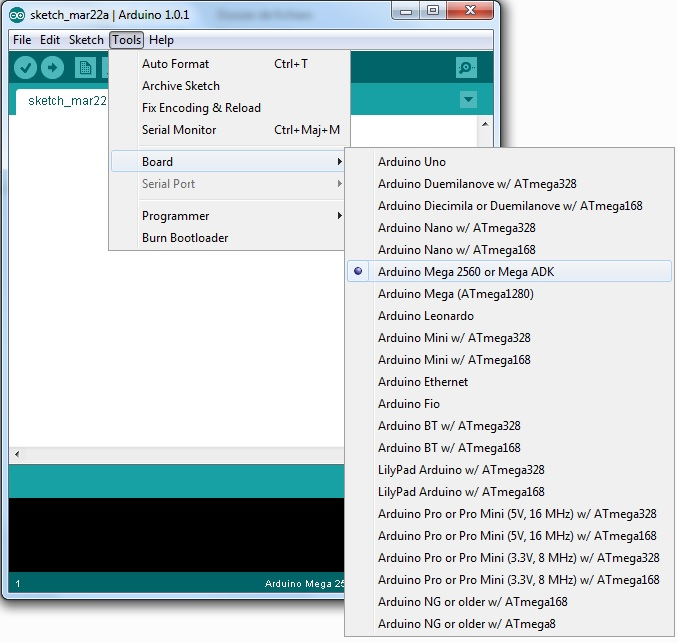 sketch_mar22a | Arduino 1.0.1
File Edit Sketch Tools Help
sketch_mar22
Auto Format Ctrl+T
Archive Sketch
Fix Encoding & Reload
Serial Monitor Ctrl+Maj+M
Board
Serial Port
Programmer
Burn Bootloader
Arduino Uno
Arduino Duemilanove w/ ATmega328
Arduino Diecimila or Duemilanove w/ ATmega168
Arduino Nano w/ ATmega328
Arduino Nano w/ ATmega168
Arduino Mega 2560 or Mega ADK
Arduino Mega (ATmega1280)
Arduino Leonardo
Arduino Mini w/ ATmega328
Arduino Mini w/ ATmega168
Arduino Ethernet
Arduino Fio
Arduino BT w/ ATmega328
Arduino BT w/ ATmega168
LilyPad Arduino w/ ATmega328
LilyPad Arduino w/ ATmega168
Arduino Pro or Pro Mini (5V, 16 MHz) w/ ATmega328
Arduino Pro or Pro Mini (5V, 16 MHz) w/ ATmega168
Arduino Pro or Pro Mini (3.3V, 8 MHz) w/ ATmega328
Arduino Pro or Pro Mini (3.3V, 8 MHz) w/ ATmega168
Arduino NG or older w/ ATmega168
Arduino NG or older w/ ATmega8
1 Arduino Mega 25